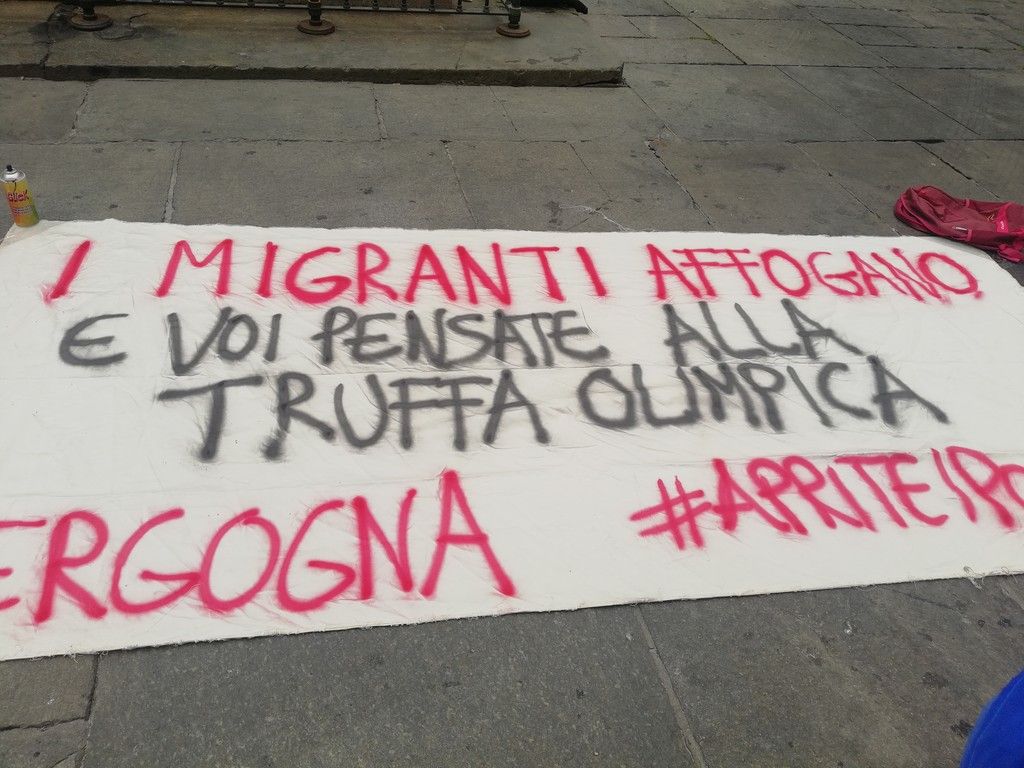 I MIGRANTI AFFOGANO,
E VOI PENSATE ALLA
TRUFFA OLIMPICA
ERGOGNA #APRITEIPO